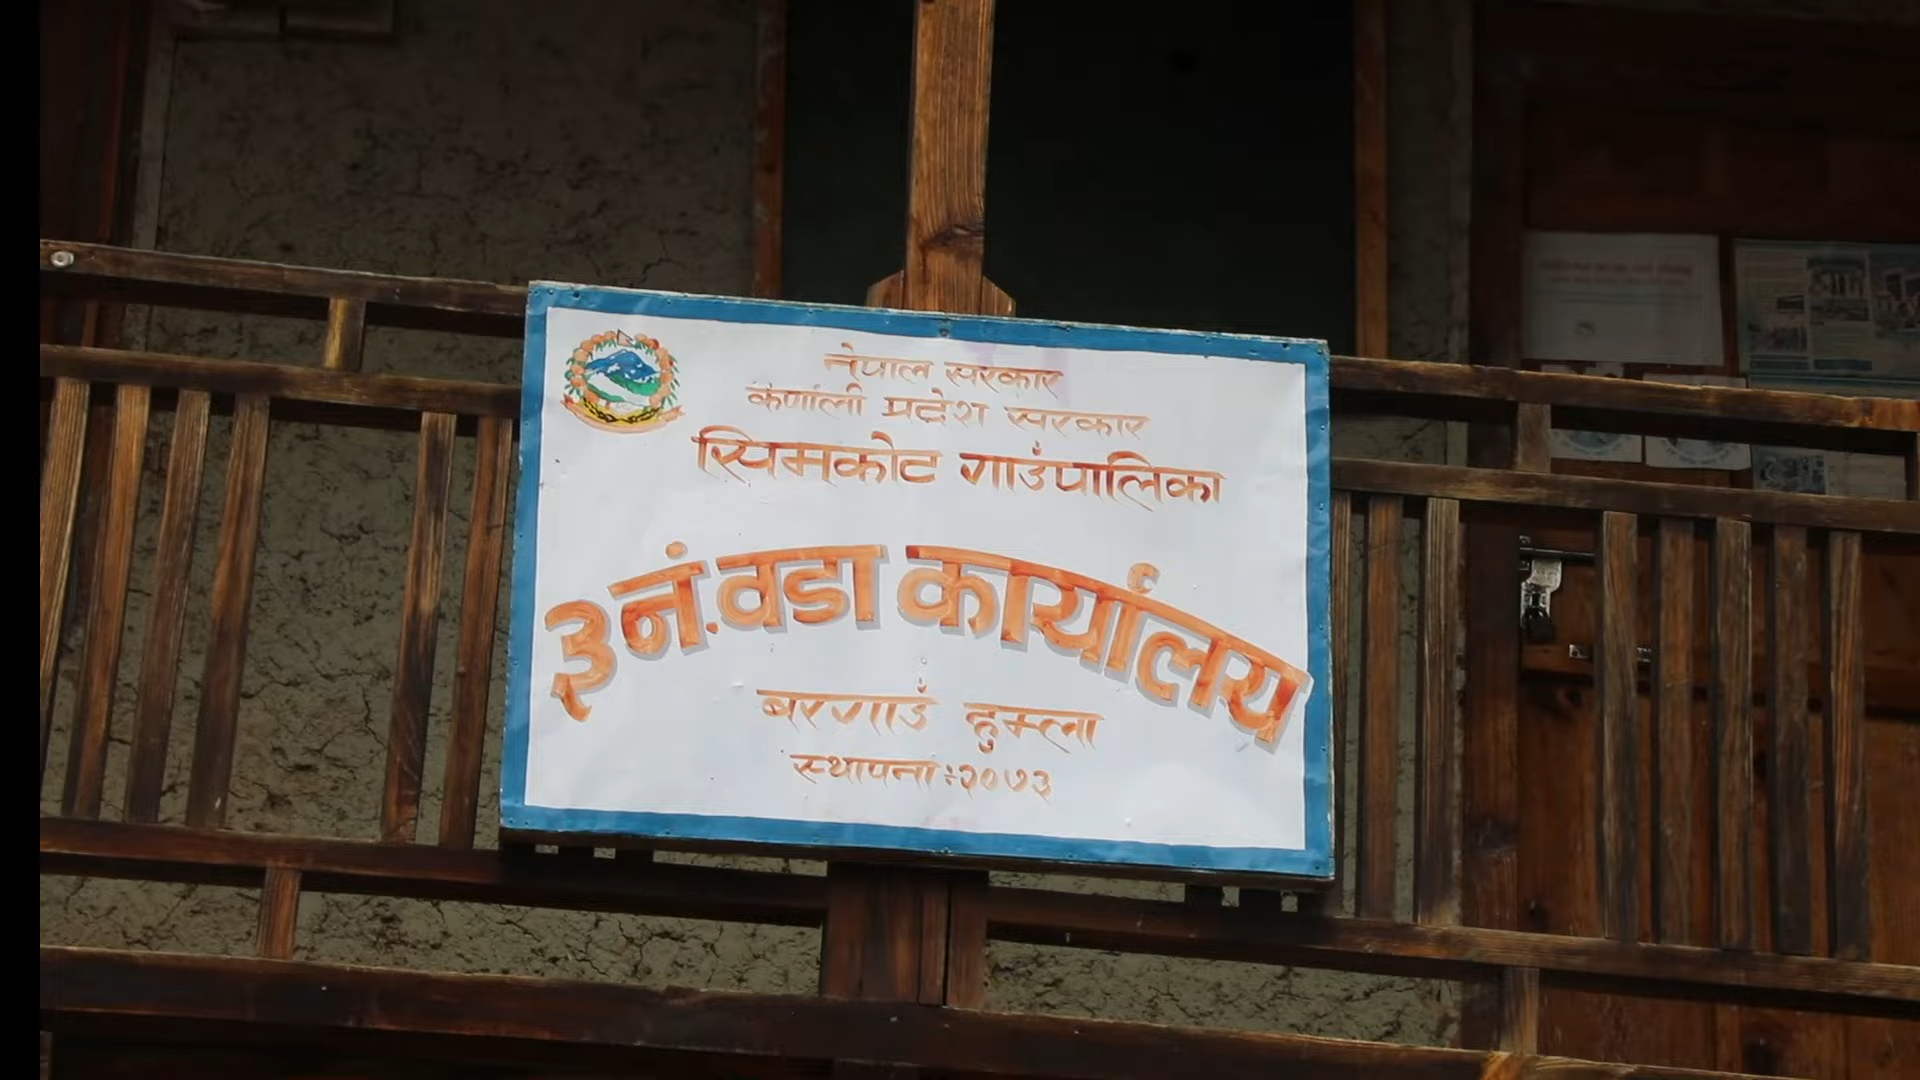 नेपाल सरकार
कर्णाली प्रदेश सरकार
सिमकोट गाउँपालिका
३ नं. वडा कार्यालय
बरगाउँ हुम्ला
स्थापना:२०७३